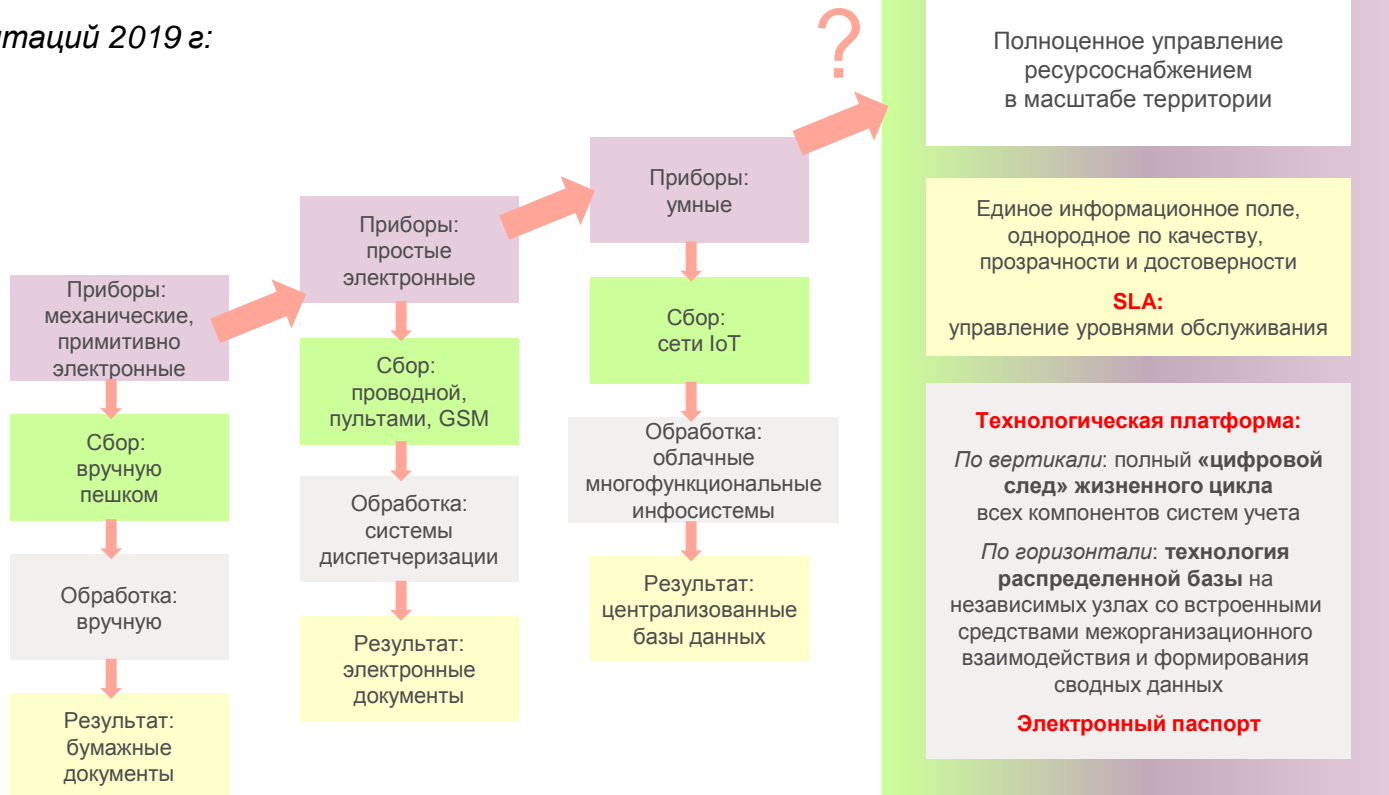 2019 г:
?
Приборы:
механические,
примитивно
электронные
Сбор:
вручную
пешком
Обработка:
вручную
Результат:
бумажные
документы
Приборы:
простые
электронные
Сбор:
проводной,
пультами, GSM
Обработка:
системы
диспетчеризации
Результат:
электронные
документы
Приборы:
умные
Сбор:
сети IoT
Обработка:
облачные
многофункциональные
инфосистемы
Результат:
централизованные
базы данных
Полноценное управление
ресурсоснабжением
в масштабе территории
Единое информационное поле,
однородное по качеству,
прозрачности и достоверности
SLA:
управление уровнями обслуживания
Технологическая платформа:
По вертикали: полный «цифровой
след» жизненного цикла
всех компонентов систем учета
По горизонтали: технология
распределенной базы на
независимых узлах со встроенными
средствами межорганизационного
взаимодействия и формирования
сводных данных
Электронный паспорт